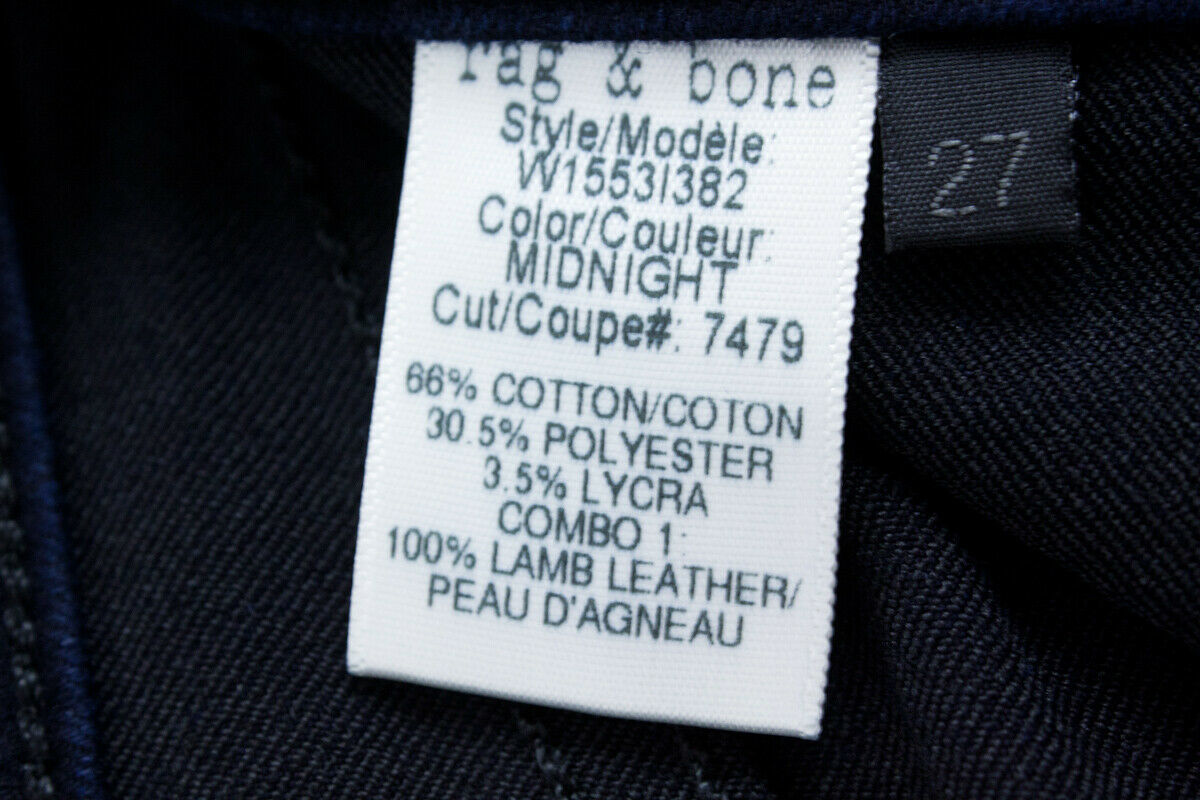 rag & bone
Style/Modèle:
W1553I382
Color/Couleur:
MIDNIGHT
Cut/Coupe#: 7479
66% COTTON/COTON
30.5% POLYESTER
3.5% LYCRA
COMBO 1:
100% LAMB LEATHER/
PEAU D'AGNEAU
27